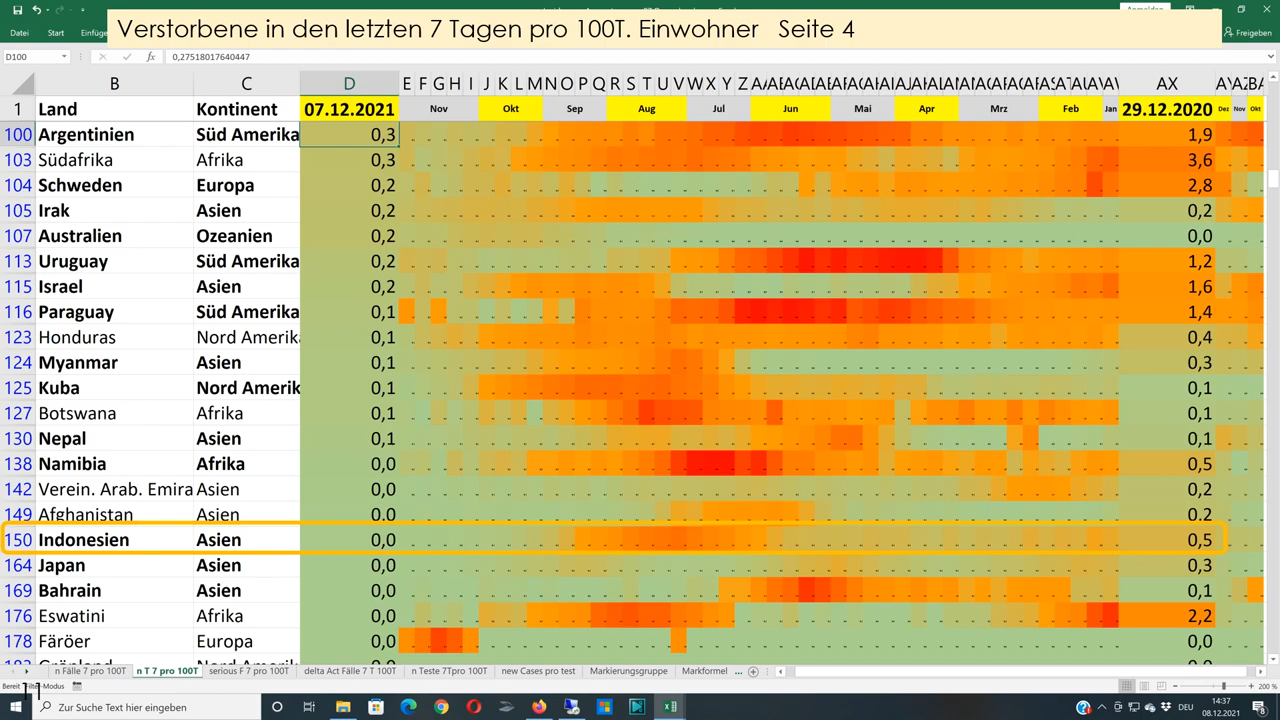 Anmelden
Datei Start Einfüge
Verstorbene in den letzten 7 Tagen pro 100T. Einwohner Seite 4
Freigeben
D100 fx 0,27518017640447
B C D E F G H I J K L M N O P Q R S T U V W X Y Z AX
1 Land Kontinent 07.12.2021 Nov Okt Sep Aug Jul Jun Mai Apr Mrz Feb Jan 29.12.2020 Dez Nov Okt
100 Argentinien Süd Amerika 0,3 1,9
103 Südafrika Afrika 0,3 3,6
104 Schweden Europa 0,2 2,8
105 Irak Asien 0,2 0,2
107 Australien Ozeanien 0,2 0,0
113 Uruguay Süd Amerika 0,2 1,2
115 Israel Asien 0,2 1,6
116 Paraguay Süd Amerika 0,1 1,4
123 Honduras Nord Amerika 0,1 0,4
124 Myanmar Asien 0,1 0,3
125 Kuba Nord Amerik 0,1 0,1
127 Botswana Afrika 0,1 0,1
130 Nepal Asien 0,1 0,1
138 Namibia Afrika 0,0 0,5
142 Verein. Arab. Emira Asien 0,0 0,2
149 Afghanistan Asien 0,0 0,2
150 Indonesien Asien 0,0 0,5
164 Japan Asien 0,0 0,3
169 Bahrain Asien 0,0 0,1
176 Eswatini Afrika 0,0 2,2
178 Färöer Europa 0,0 0,0
n Fälle 7 pro 100T n T 7 pro 100T serious F 7 pro 100T delta Act Fälle 7 T 100T n Teste 7Tpro 100T new Cases pro test Markierungsgruppe Markformel ...
Bereit Filter-Modus 11 200 %
Zur Suche Text hier eingeben DEU 14:37
08.12.2021